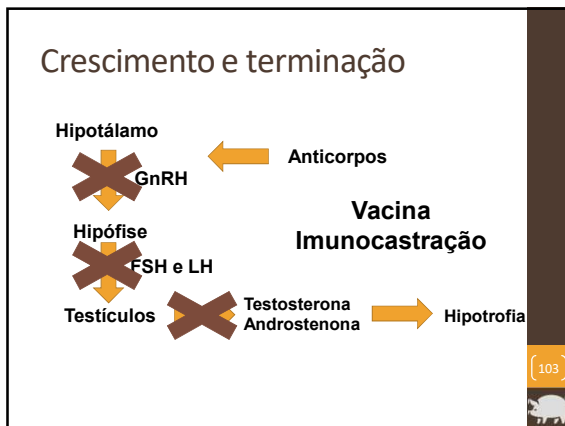 Crescimento e terminação
Hipotálamo
Anticorpos
GnRH
Vacina
Imunocastração
Hipófise
FSH e LH
Testículos
Testosterona
Androstenona
Hipotrofia
103